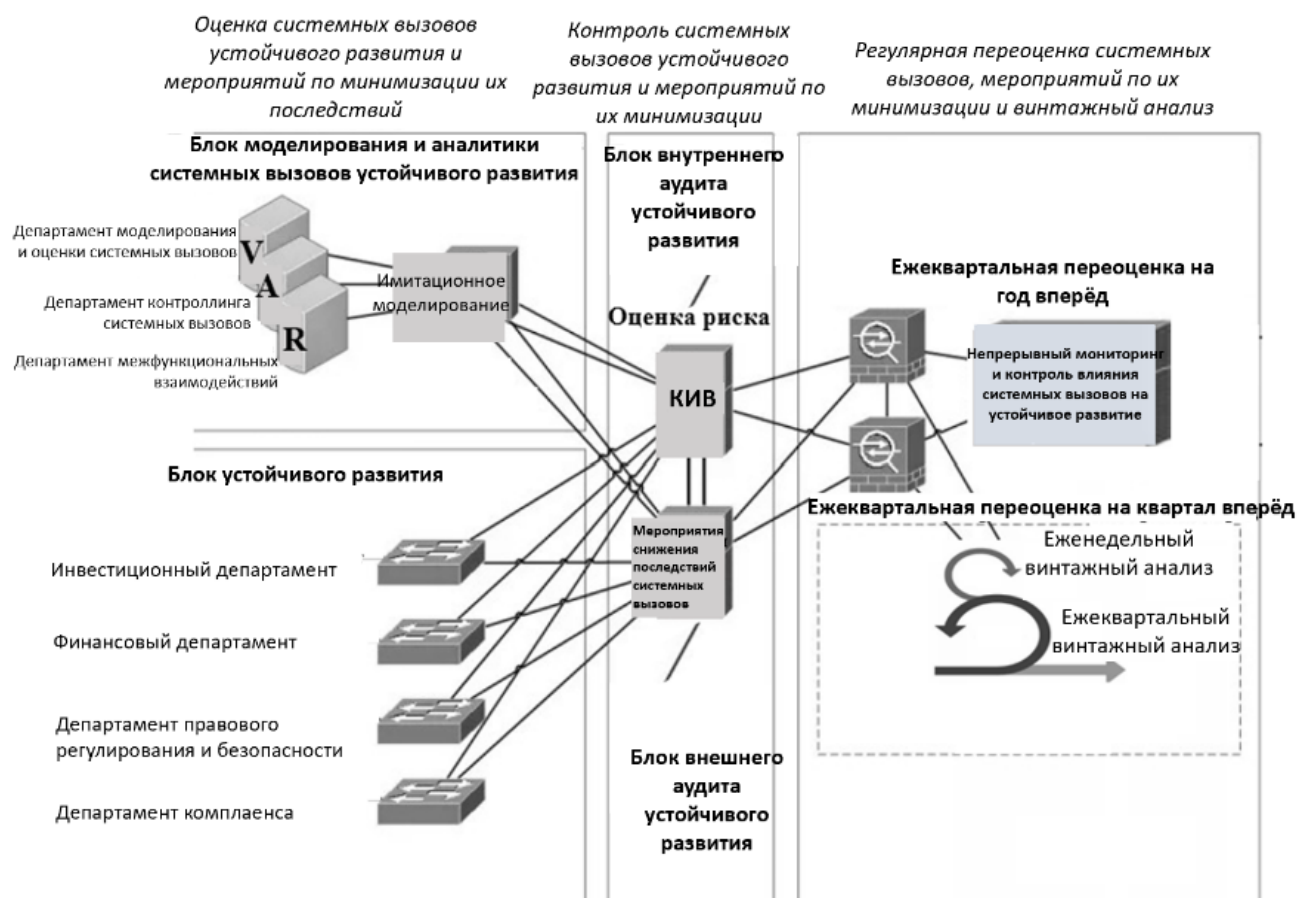 Оценка системных вызовов
устойчивого развития и
мероприятий по минимизации их
последствий
Контроль системных
вызовов устойчивого
развития и мероприятий по
их минимизации
Регулярная переоценка системных
вызовов, мероприятий по их
минимизации и винтажный анализ
Блок моделирования и аналитики
системных вызовов устойчивого развития
Департамент моделирования
и оценки системных вызовов
Департамент контроллинга
системных вызовов
Департамент межфункциональных
взаимодействий
V
A
R
Имитационное
моделирование
Блок устойчивого развития
Инвестиционный департамент
Финансовый департамент
Департамент правового
регулирования и безопасности
Департамент комплаенса
Блок внутреннего
аудита
устойчивого
развития
Оценка риска
КИВ
Мероприятия
снижения
последствий
системных
вызовов
Блок внешнего
аудита
устойчивого
развития
Ежеквартальная переоценка на
год вперёд
Непрерывный мониторинг
и контроль влияния
системных вызовов на
устойчивое развитие
Ежеквартальная переоценка на квартал вперёд
Еженедельный
винтажный анализ
Ежеквартальный
винтажный анализ